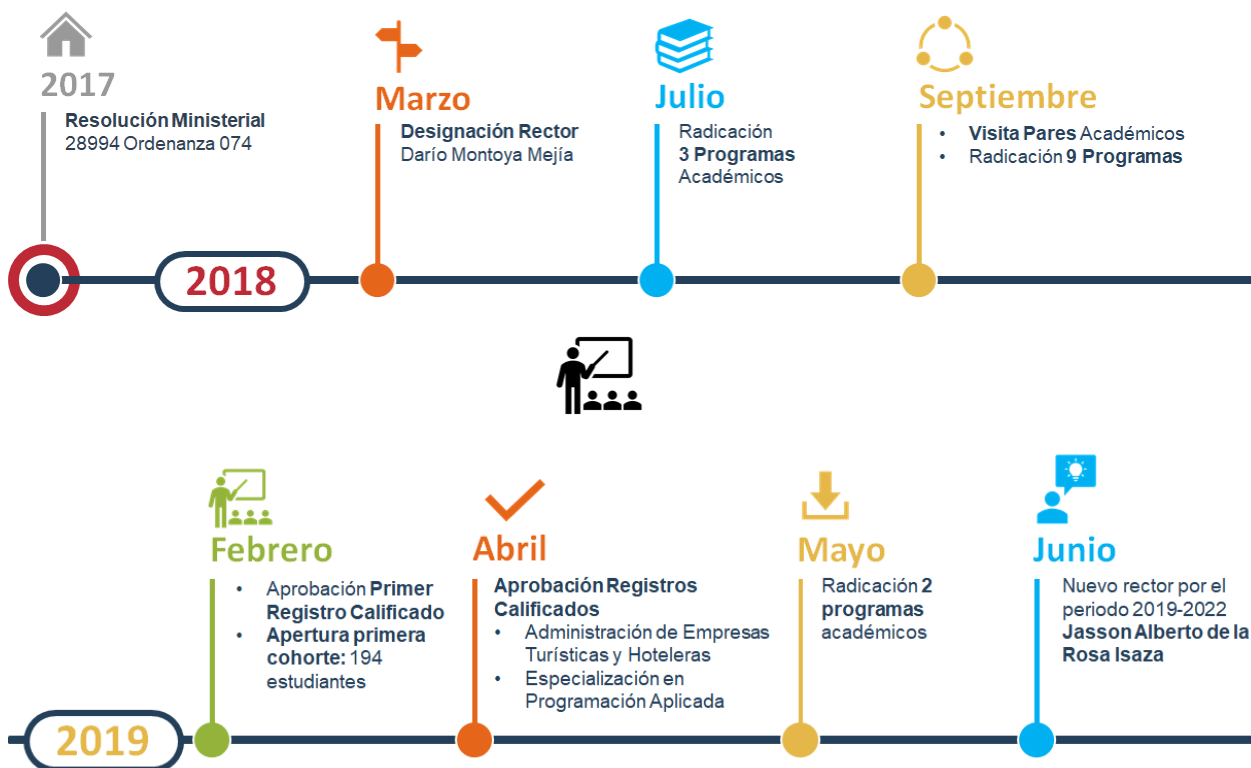 2017
Resolución Ministerial
28994 Ordenanza 074
Marzo
Designación Rector
Darío Montoya Mejía
Julio
Radicación
3 Programas
Académicos
Septiembre
• Visita Pares Académicos
• Radicación 9 Programas
2018
Febrero
• Aprobación Primer
Registro Calificado
• Apertura primera
cohorte: 194
estudiantes
Abril
Aprobación Registros
Calificados
• Administración de Empresas
Turísticas y Hoteleras
• Especialización en
Programación Aplicada
Mayo
Radicación 2
programas
académicos
Junio
Nuevo rector por el
periodo 2019-2022
Jasson Alberto de la
Rosa Isaza
2019